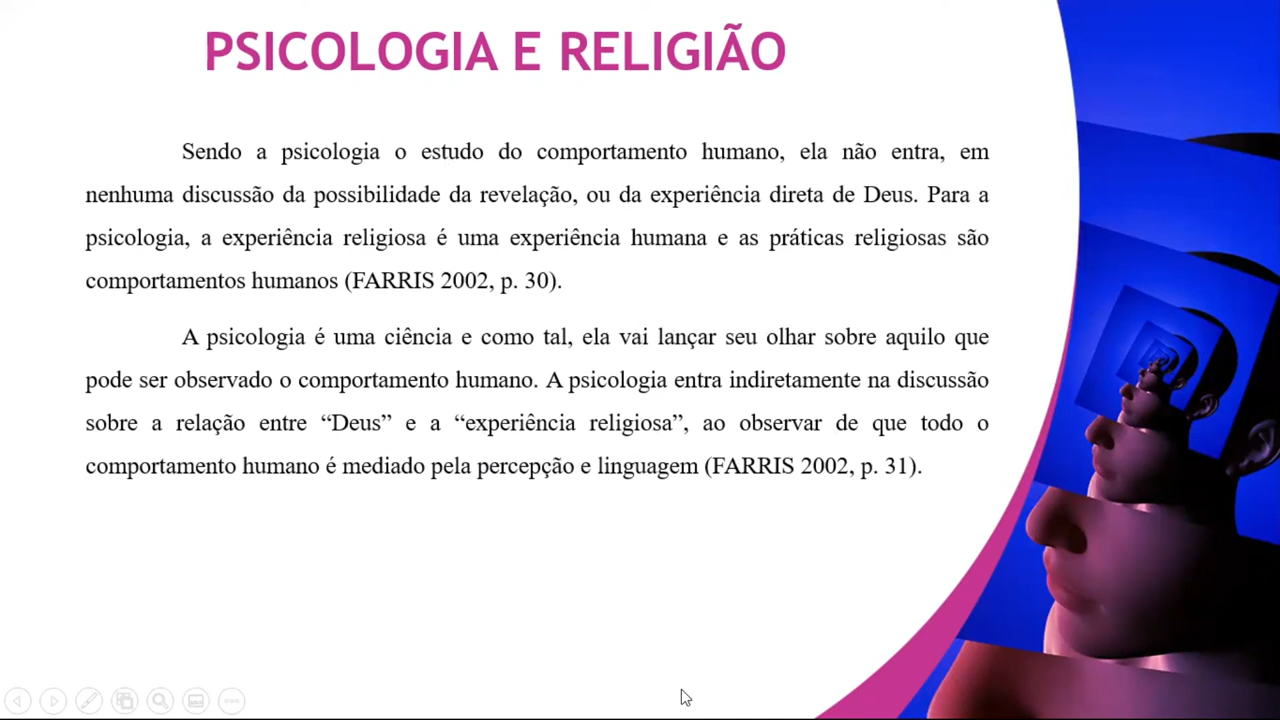 PSICOLOGIA E RELIGIÃO
Sendo a psicologia o estudo do comportamento humano, ela não entra, em
nenhuma discussão da possibilidade da revelação, ou da experiência direta de Deus. Para a
psicologia, a experiência religiosa é uma experiência humana e as práticas religiosas são
comportamentos humanos (FARRIS 2002, p. 30).
A psicologia é uma ciência e como tal, ela vai lançar seu olhar sobre aquilo que
pode ser observado o comportamento humano. A psicologia entra indiretamente na discussão
sobre a relação entre “Deus” e a “experiência religiosa”, ao observar de que todo o
comportamento humano é mediado pela percepção e linguagem (FARRIS 2002, p. 31).